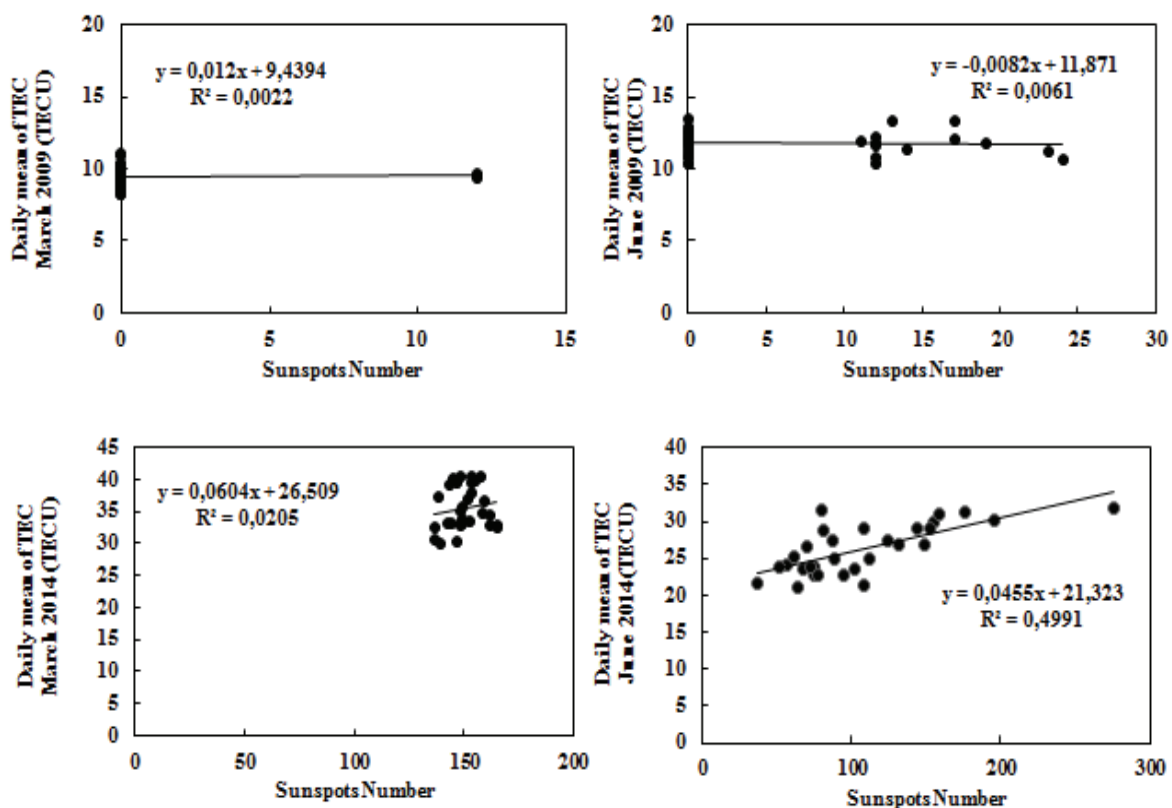 20
15
10
5
0
Daily mean of TEC
March 2009 (TECU)
y = 0,012x + 9,4394
R² = 0,0022
0 5 10 15
Sunspots Number
20
15
10
5
0
Daily mean of TEC
June 2009 (TECU)
y = -0,0082x + 11,871
R² = 0,0061
0 5 10 15 20 25 30
Sunspots Number
45
40
35
30
25
20
15
10
5
0
Daily mean of TEC
March 2014 (TECU)
y = 0,0604x + 26,509
R² = 0,0205
0 50 100 150 200
Sunspots Number
40
35
30
25
20
15
10
5
0
Daily mean of TEC
June 2014 (TECU)
y = 0,0455x + 21,323
R² = 0,4991
0 100 200 300
Sunspots Number